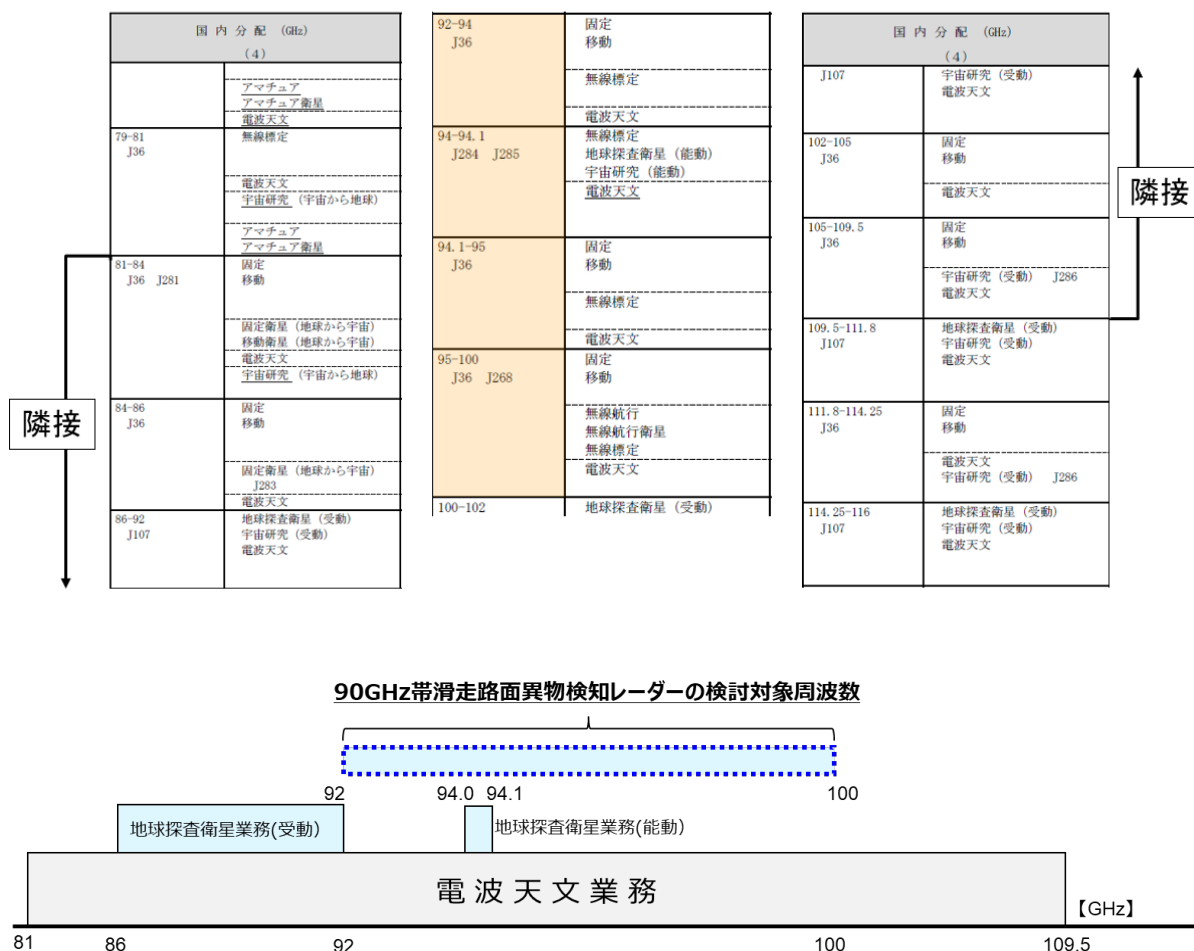 国 内 分 配 (GHz)
(4)
アマチュア
アマチュア衛星
電波天文
79-81 無線標定
J36
電波天文
宇宙研究 (宇宙から地球)
アマチュア
アマチュア衛星
81-84 固定
J36 J281 移動
固定衛星 (地球から宇宙)
移動衛星 (地球から宇宙)
電波天文
宇宙研究 (宇宙から地球)
84-86 固定
J36 移動
固定衛星 (地球から宇宙)
J283
電波天文
86-92 地球探査衛星 (受動)
J107 宇宙研究 (受動)
電波天文
隣接
92-94 固定
J36 移動
無線標定
電波天文
94-94.1 無線標定
J284 J285 地球探査衛星 (能動)
宇宙研究 (能動)
電波天文
94.1-95 固定
J36 移動
無線標定
電波天文
95-100 固定
J36 J268 移動
無線航行
無線航行衛星
無線標定
電波天文
100-102 地球探査衛星 (受動)
国 内 分 配 (GHz)
(4)
J107 宇宙研究 (受動)
電波天文
102-105 固定
J36 移動
電波天文
105-109.5 固定
J36 移動
宇宙研究 (受動) J286
電波天文
109.5-111.8 地球探査衛星 (受動)
J107 宇宙研究 (受動)
電波天文
111.8-114.25 固定
J36 移動
電波天文
宇宙研究 (受動) J286
114.25-116 地球探査衛星 (受動)
J107 宇宙研究 (受動)
電波天文
隣接
90GHz帯滑走路面異物検知レーダーの検討対象周波数
92 94.0 94.1 100
地球探査衛星業務(受動) 地球探査衛星業務(能動)
電波天文業務
【GHz】
81 86 92 100 109.5